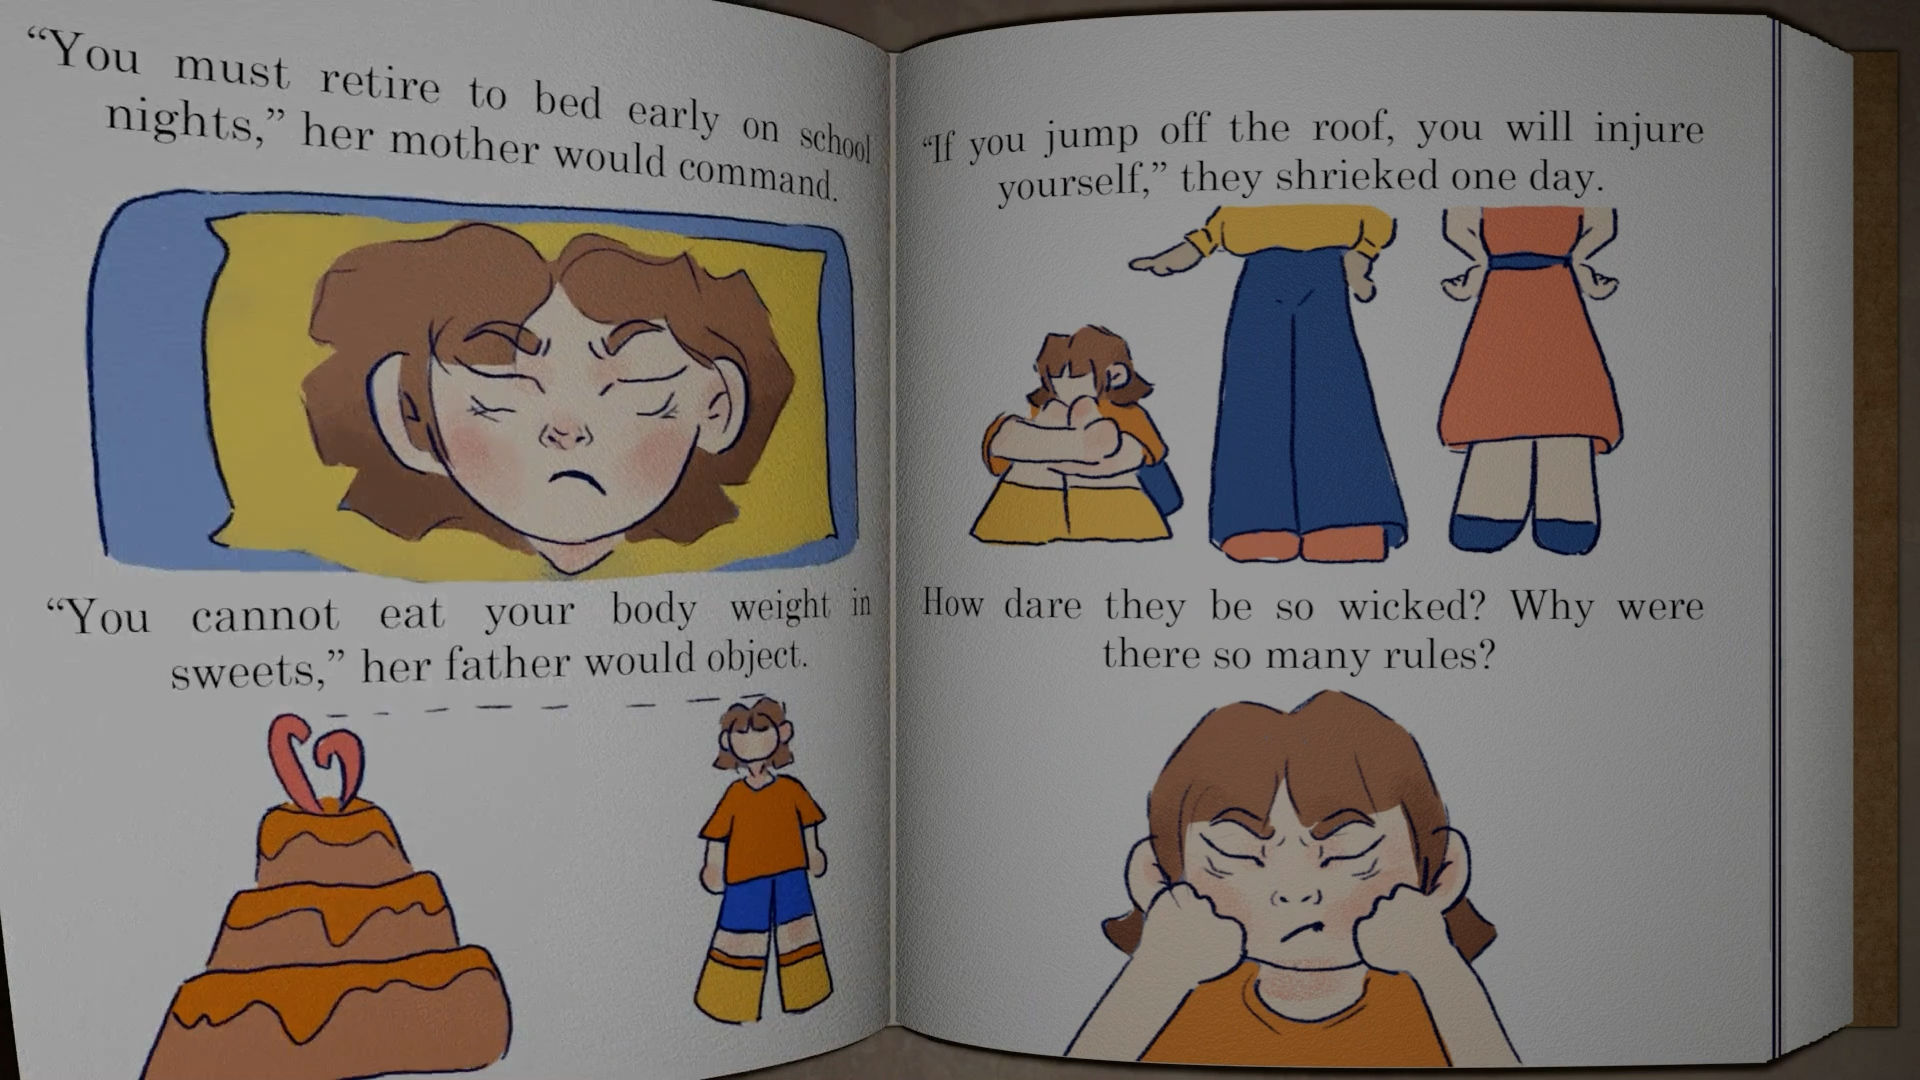 “You must retire to bed early on school
nights,” her mother would command.
“You cannot eat your body weight in
sweets,” her father would object.
“If you jump off the roof, you will injure
yourself,” they shrieked one day.
How dare they be so wicked? Why were
there so many rules?